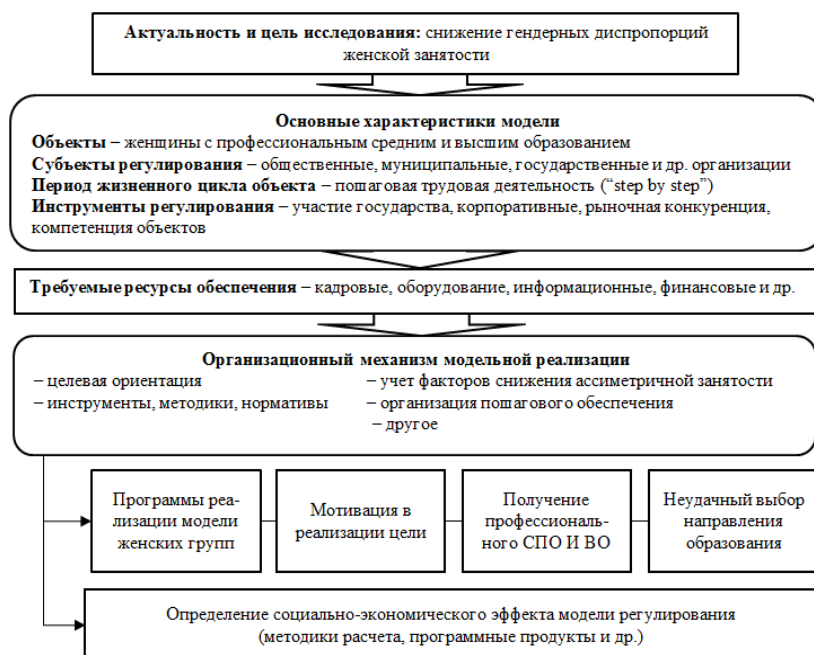 Актуальность и цель исследования: снижение гендерных диспропорций
женской занятости
Основные характеристики модели
Объекты – женщины с профессиональным средним и высшим образованием
Субъекты регулирования – общественные, муниципальные, государственные и др. организации
Период жизненного цикла объекта – пошаговая трудовая деятельность (“step by step”)
Инструменты регулирования – участие государства, корпоративные, рыночная конкуренция,
компетенция объектов
Требуемые ресурсы обеспечения – кадровые, оборудование, информационные, финансовые и др.
Организационный механизм модельной реализации
– целевая ориентация
– инструменты, методики, нормативы
– учет факторов снижения ассиметричной занятости
– организация пошагового обеспечения
– другое
Программы реа-
лизации модели
женских групп
Мотивация в
реализации цели
Получение
профессиональ-
ного СПО И ВО
Неудачный выбор
направления
образования
Определение социально-экономического эффекта модели регулирования
(методики расчета, программные продукты и др.)